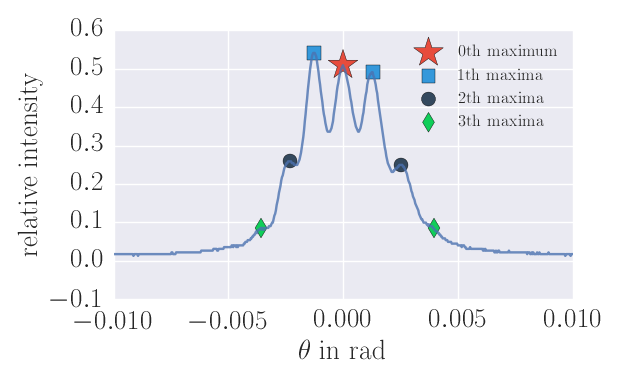 0.6
0.5
0.4
0.3
0.2
0.1
0.0
−0.1
relative intensity
0th maximum
1th maxima
2th maxima
3th maxima
−0.010 −0.005 0.000 0.005 0.010
θ in rad